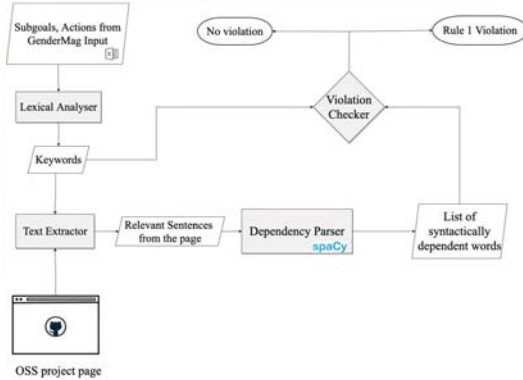 Subgoals, Actions from
GenderMag Input
No violation
Rule 1 Violation
Lexical Analyser
Violation
Checker
Keywords
Text Extractor
Relevant Sentences
from the page
Dependency Parser
spaCy
List of
syntactically
dependent words
OSS project page